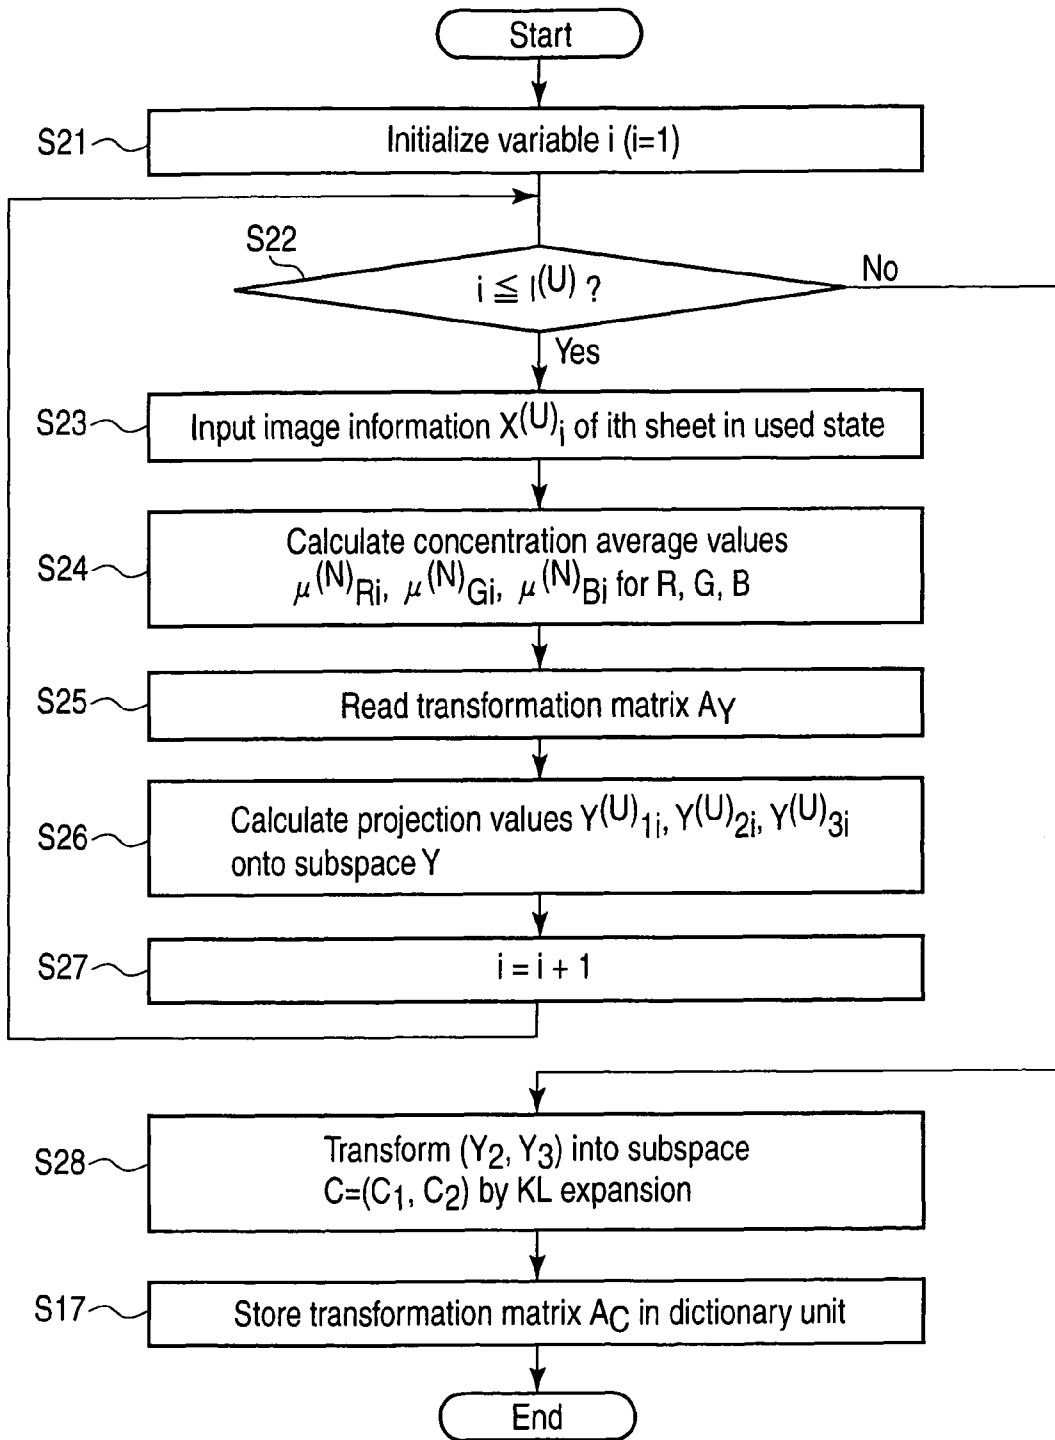 Start
S21
Initialize variable i (i=1)
S22
i ≦ I(U) ?
No
Yes
S23
Input image information X(U)i of ith sheet in used state
S24
Calculate concentration average values
μ(N)Ri, μ(N)Gi, μ(N)Bi for R, G, B
S25
Read transformation matrix AY
S26
Calculate projection values Y(U)1i, Y(U)2i, Y(U)3i
onto subspace Y
S27
i = i + 1
S28
Transform (Y2, Y3) into subspace
C=(C1, C2) by KL expansion
S17
Store transformation matrix AC in dictionary unit
End